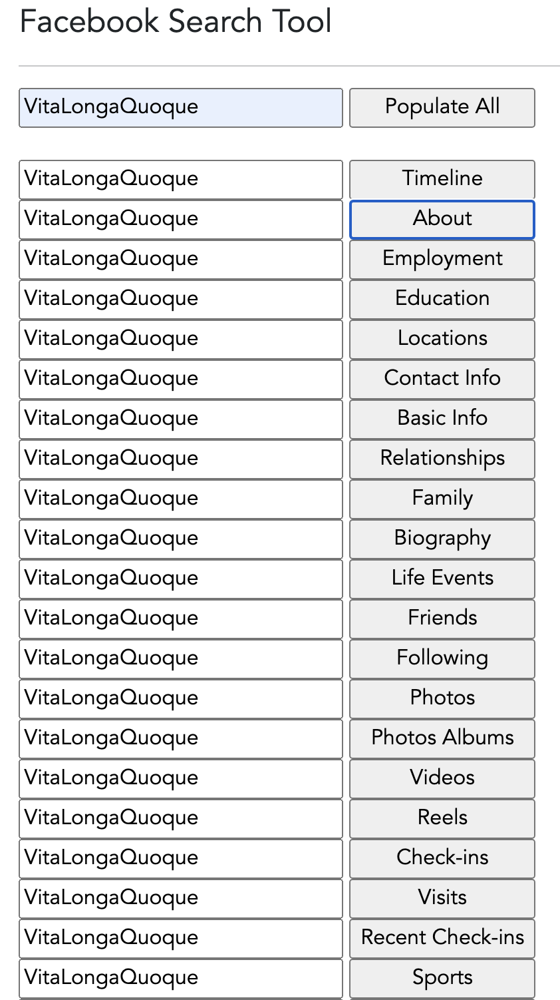 Facebook Search Tool
VitaLongaQuoque Populate All
VitaLongaQuoque Timeline
VitaLongaQuoque About
VitaLongaQuoque Employment
VitaLongaQuoque Education
VitaLongaQuoque Locations
VitaLongaQuoque Contact Info
VitaLongaQuoque Basic Info
VitaLongaQuoque Relationships
VitaLongaQuoque Family
VitaLongaQuoque Biography
VitaLongaQuoque Life Events
VitaLongaQuoque Friends
VitaLongaQuoque Following
VitaLongaQuoque Photos
VitaLongaQuoque Photos Albums
VitaLongaQuoque Videos
VitaLongaQuoque Reels
VitaLongaQuoque Check-ins
VitaLongaQuoque Visits
VitaLongaQuoque Recent Check-ins
VitaLongaQuoque Sports